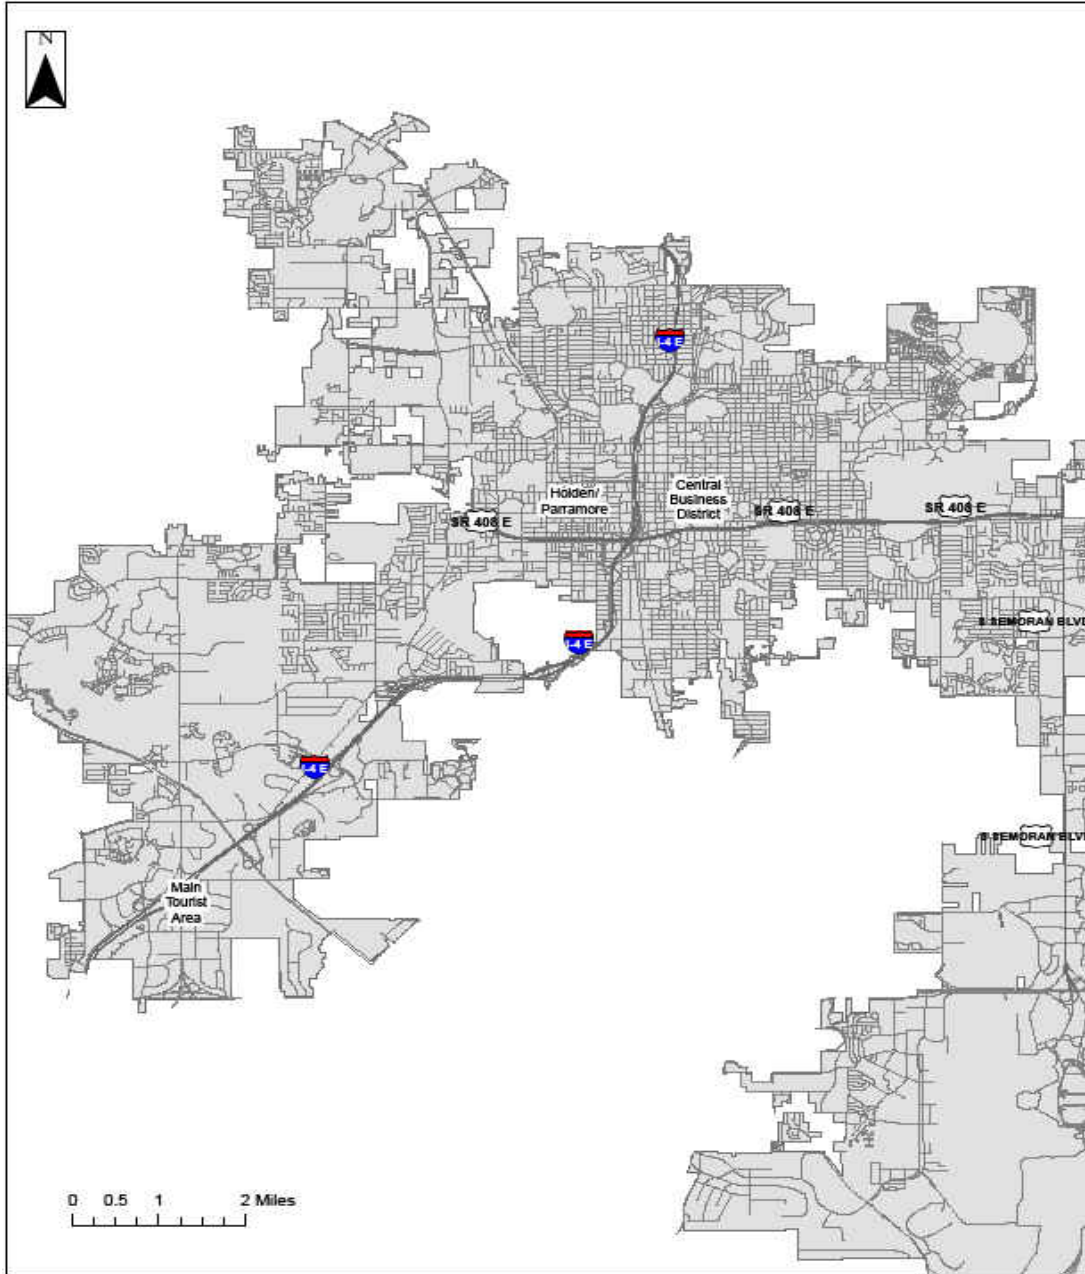 N
I-4 E
Holden/
Parramore
Central
Business
District
SR 408 E
SR 408 E
SR 408 E
S SEMORAN BLVD
I-4 E
I-4 E
S SEMORAN BLVD
Main
Tourist
Area
0 0.5 1 2 Miles